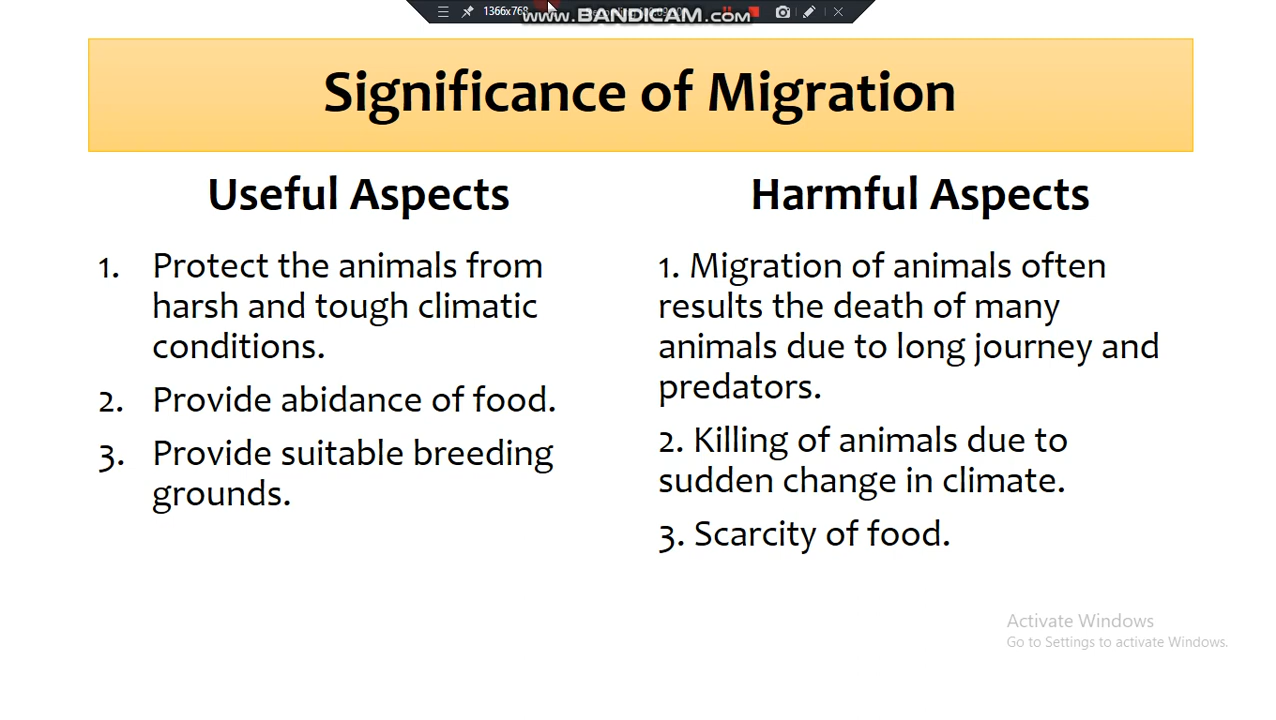 1366x768
www.BANDICAM.com
Significance of Migration
Useful Aspects
1. Protect the animals from
harsh and tough climatic
conditions.
2. Provide abidance of food.
3. Provide suitable breeding
grounds.
Harmful Aspects
1. Migration of animals often
results the death of many
animals due to long journey and
predators.
2. Killing of animals due to
sudden change in climate.
3. Scarcity of food.
Activate Windows
Go to Settings to activate Windows.